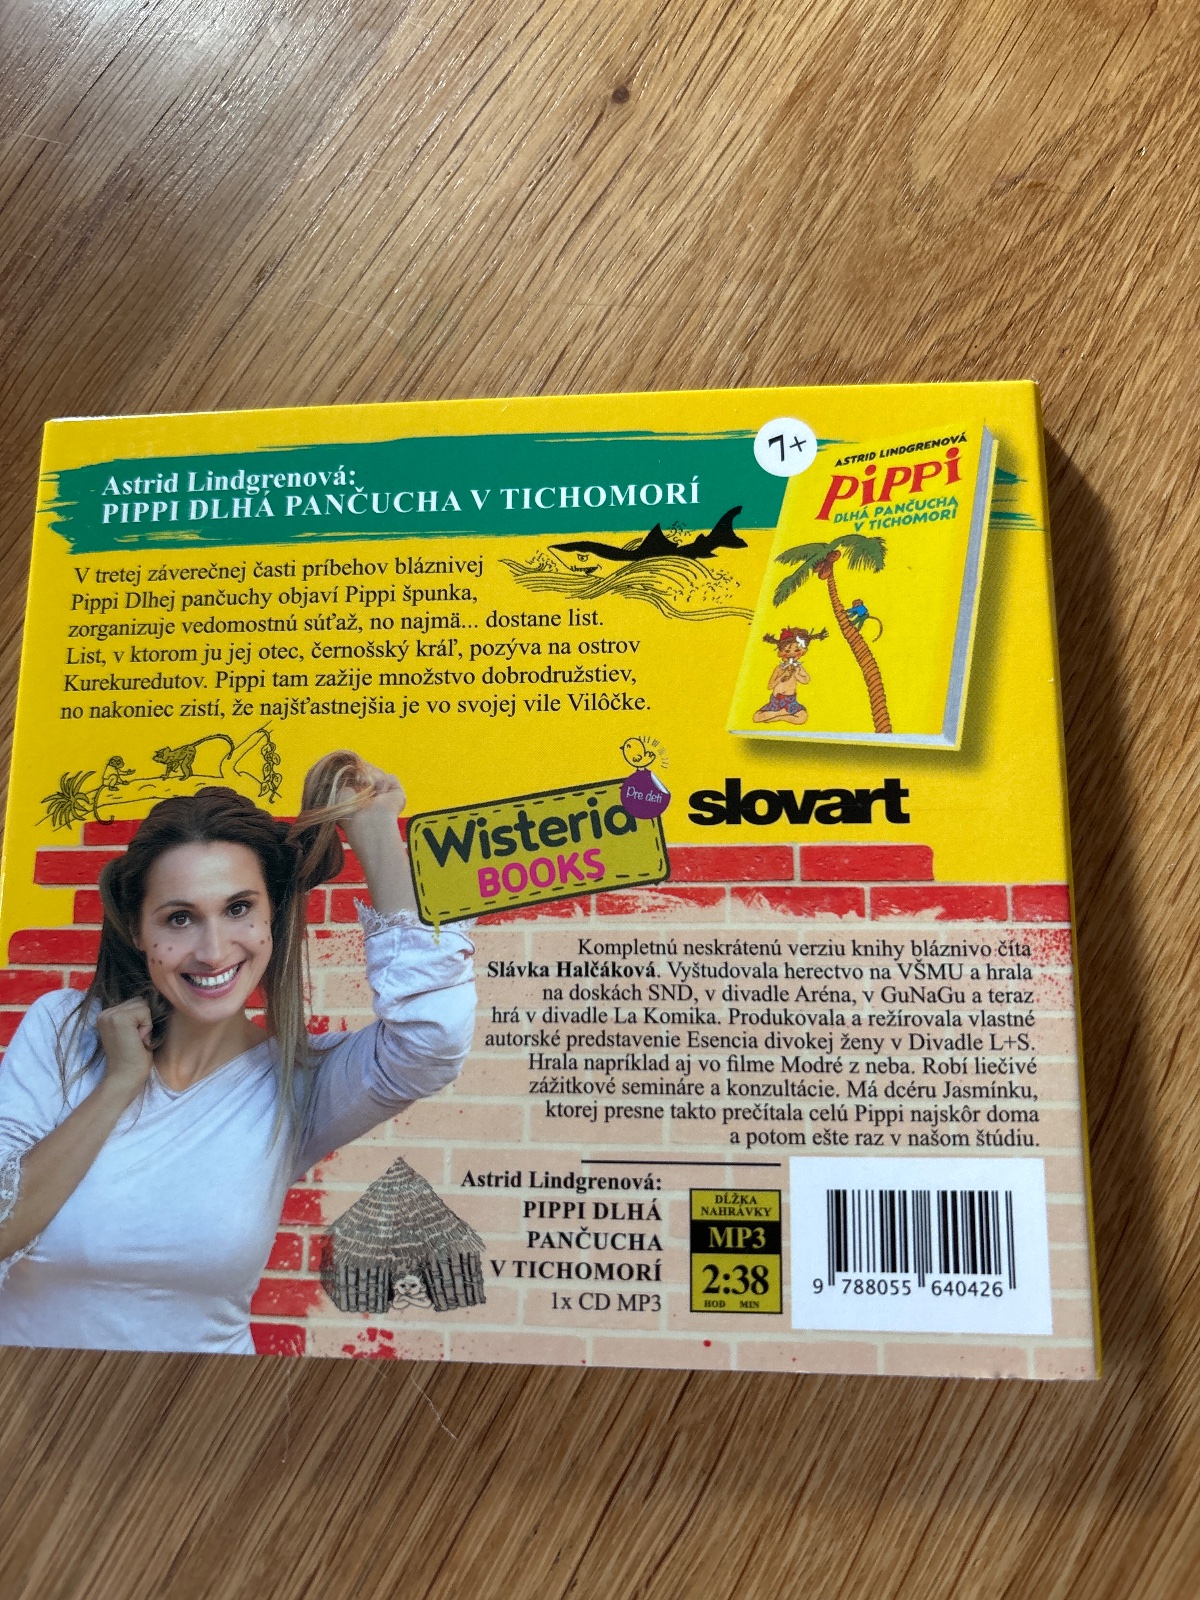 Astrid Lindgrenová:
PIPPI DLHÁ PANČUCHA V TICHOMORÍ
7+
ASTRID LINDGRENOVÁ
PIPPI
DLHÁ PANČUCHA
V TICHOMORÍ
V tretej záverečnej časti príbehov bláznivej
Pippi Dlhej pančuchy objaví Pippi špunka,
zorganizuje vedomostnú súťaž, no najmä... dostane list.
List, v ktorom ju jej otec, černošský kráľ, pozýva na ostrov
Kurekuredutov. Pippi tam zažije množstvo dobrodružstiev,
no nakoniec zistí, že najšťastnejšia je vo svojej vile Vilôčke.
Pre deti
Wisteria
BOOKS
slovart
Kompletnú neskrátenú verziu knihy bláznivo číta
Slávka Halčáková. Vyštudovala herectvo na VŠMU a hrala
na doskách SND, v divadle Aréna, v GuNaGu a teraz
hrá v divadle La Komika. Produkovala a režírovala vlastné
autorské predstavenie Esencia divokej ženy v Divadle L+S.
Hrala napríklad aj vo filme Modré z neba. Robí liečivé
zážitkové semináre a konzultácie. Má dcéru Jasmínku,
ktorej presne takto prečítala celú Pippi najskôr doma
a potom ešte raz v našom štúdiu.
Astrid Lindgrenová:
PIPPI DLHÁ
PANČUCHA
V TICHOMORÍ
1x CD MP3
DĹŽKA
NAHRÁVKY
MP3
2:38
HOD MIN
9 788055 640426